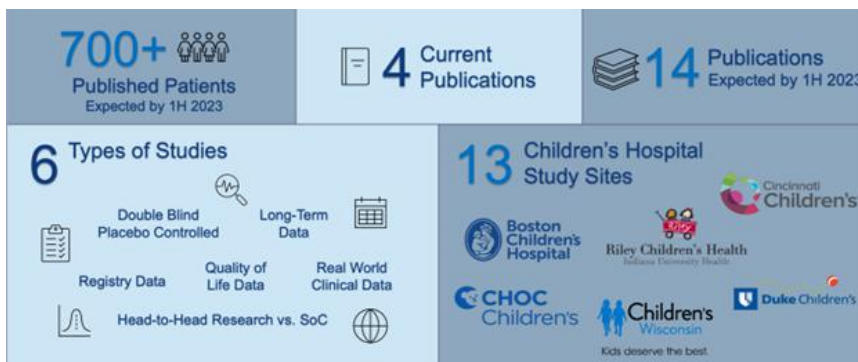 700+
Published Patients
Expected by 1H 2023
4
Current
Publications
14
Publications
Expected by 1H 2023
6
Types of Studies
Double Blind
Placebo Controlled
Long-Term
Data
Registry Data
Quality of
Life Data
Real World
Clinical Data
Head-to-Head Research vs. SoC
13
Children's Hospital
Study Sites
Cincinnati
Children's
Boston
Children's
Hospital
Riley Children's Health
Indiana University Health
CHOC
Children's
Children's
Wisconsin
Kids deserve the best.
Duke Children's